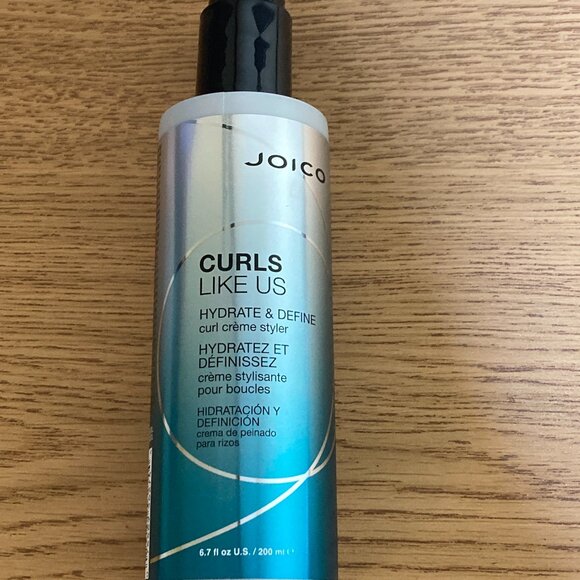 JOICO
CURLS
LIKE US
HYDRATE & DEFINE
curl crème styler
HYDRATEZ ET
DÉFINISSEZ
crème stylisante
pour boucles
HIDRATACIÓN Y
DEFINICIÓN
crema de peinado
para rizos
6.7 fl oz U.S. / 200 ml e